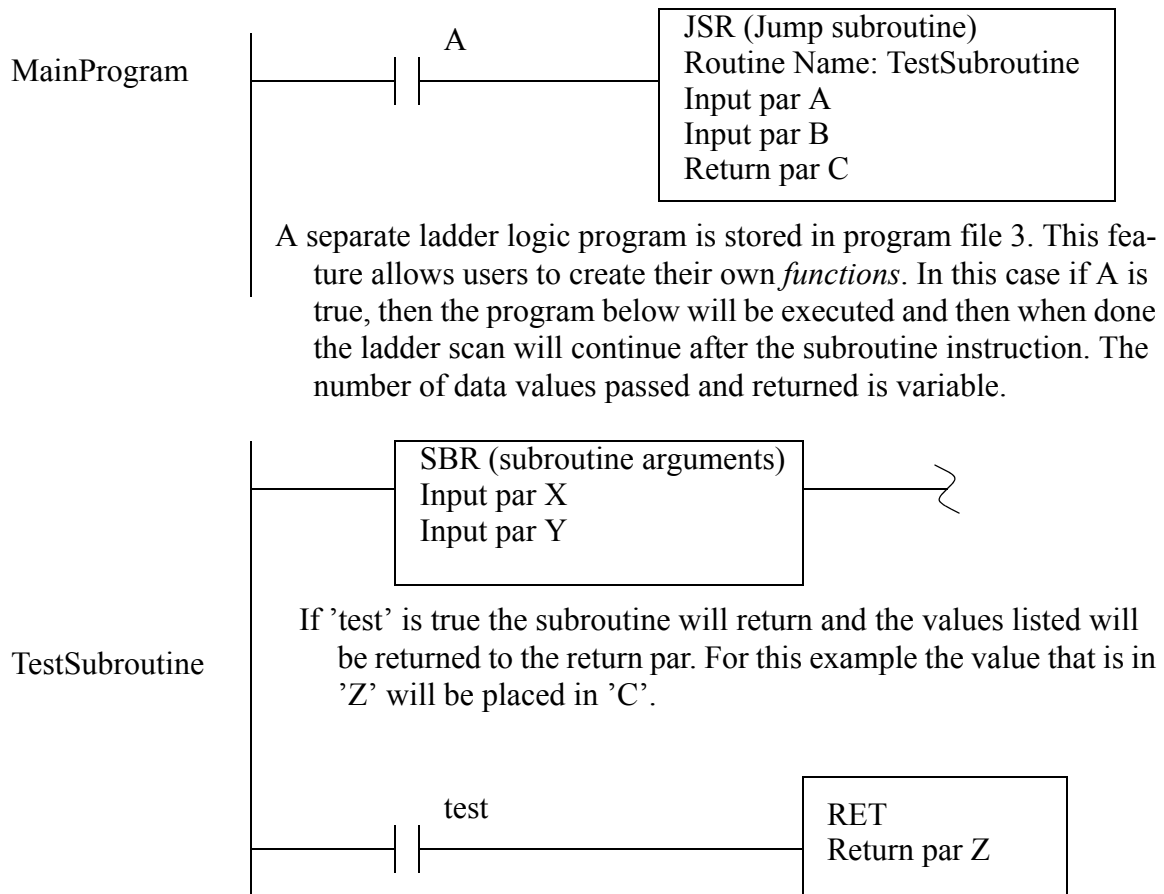 A
MainProgram
JSR (Jump subroutine)
Routine Name: TestSubroutine
Input par A
Input par B
Return par C
A separate ladder logic program is stored in program file 3. This fea-
ture allows users to create their own functions. In this case if A is
true, then the program below will be executed and then when done
the ladder scan will continue after the subroutine instruction. The
number of data values passed and returned is variable.
SBR (subroutine arguments)
Input par X
Input par Y
If ’test’ is true the subroutine will return and the values listed will
be returned to the return par. For this example the value that is in
’Z’ will be placed in ’C’.
TestSubroutine
test
RET
Return par Z